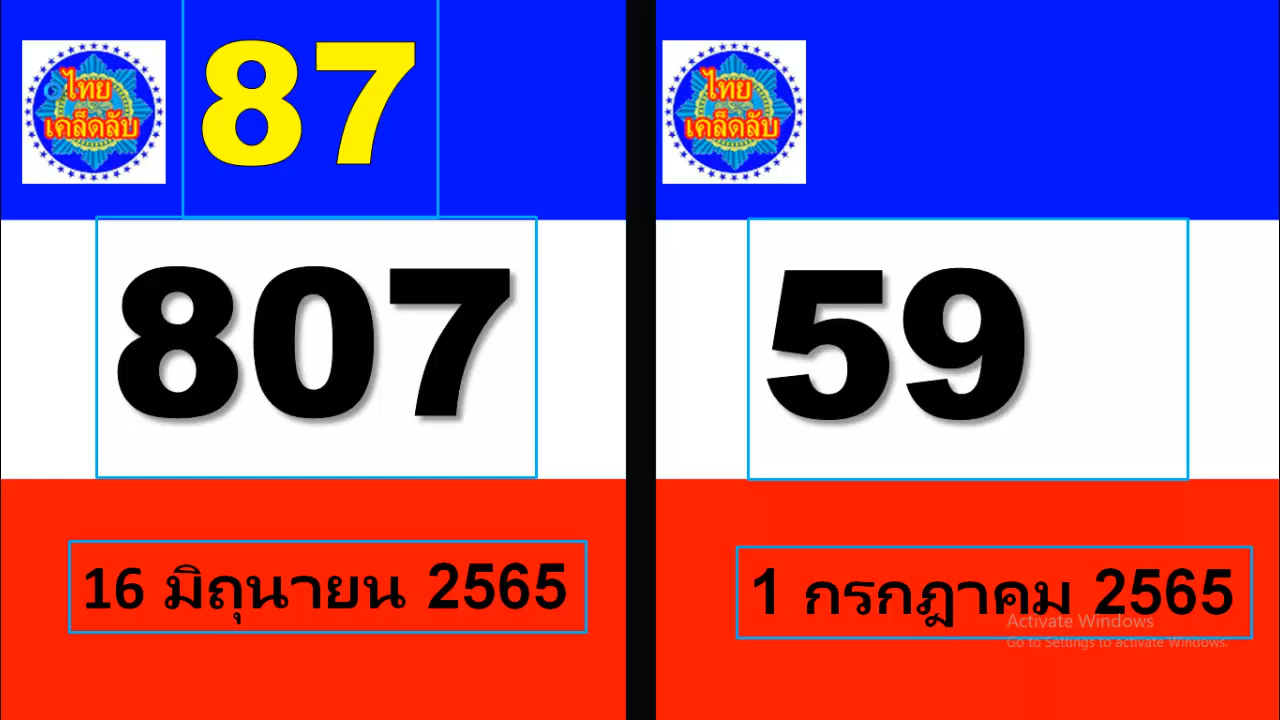 ไทย
เคล็ดลับ
87
807
16 มิถุนายน 2565
ไทย
เคล็ดลับ
59
1 กรกฎาคม 2565
Activate Windows
Go to Settings to activate Windows.